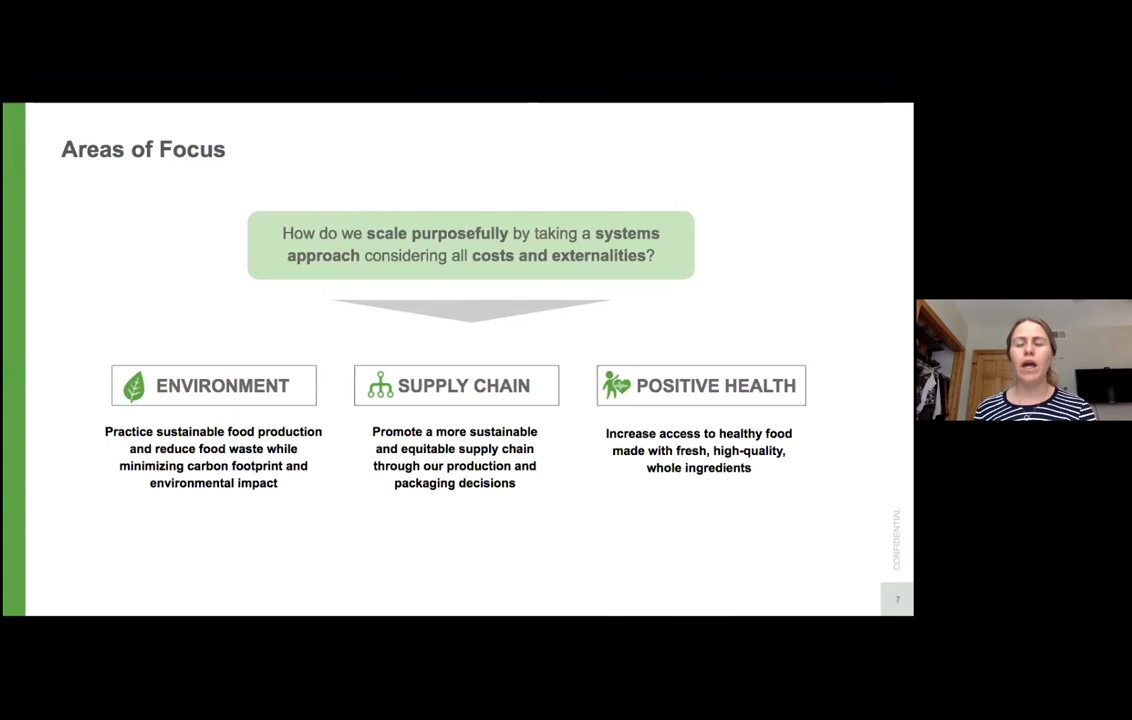 Areas of Focus
How do we scale purposefully by taking a systems
approach considering all costs and externalities?
ENVIRONMENT
Practice sustainable food production
and reduce food waste while
minimizing carbon footprint and
environmental impact
SUPPLY CHAIN
Promote a more sustainable
and equitable supply chain
through our production and
packaging decisions
POSITIVE HEALTH
Increase access to healthy food
made with fresh, high-quality,
whole ingredients
CONFIDENTIAL
7